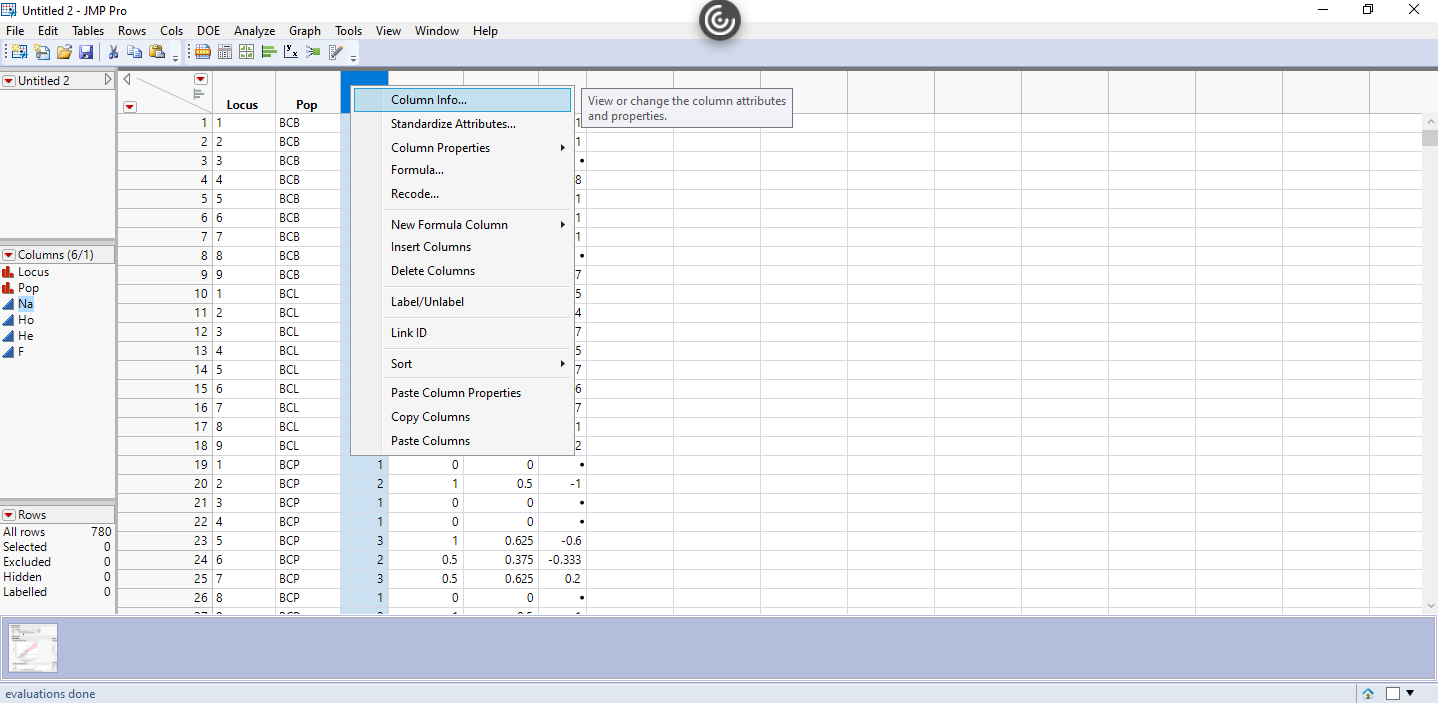 Untitled 2 - JMP Pro
File Edit Tables Rows Cols DOE Analyze Graph Tools View Window Help
Untitled 2
Locus Pop
Column Info...
View or change the column attributes
and properties.
Standardize Attributes...
Column Properties
Formula...
Recode...
New Formula Column
Insert Columns
Delete Columns
Label/Unlabel
Link ID
Sort
Paste Column Properties
Copy Columns
Paste Columns
1 1 BCB 1
2 2 BCB 1
3 3 BCB •
4 4 BCB 8
5 5 BCB 1
6 6 BCB 1
7 7 BCB 1
8 8 BCB •
9 9 BCB 7
10 1 BCL 5
11 2 BCL 4
12 3 BCL 7
13 4 BCL 5
14 5 BCL 7
15 6 BCL 6
16 7 BCL 7
17 8 BCL 1
18 9 BCL 2
19 1 BCP 1 0 0 •
20 2 BCP 2 1 0.5 -1
21 3 BCP 1 0 0 •
22 4 BCP 1 0 0 •
23 5 BCP 3 1 0.625 -0.6
24 6 BCP 2 0.5 0.375 -0.333
25 7 BCP 3 0.5 0.625 0.2
26 8 BCP 1 0 0 •
Columns (6/1)
Locus
Pop
Na
Ho
He
F
Rows
All rows 780
Selected 0
Excluded 0
Hidden 0
Labelled 0
evaluations done